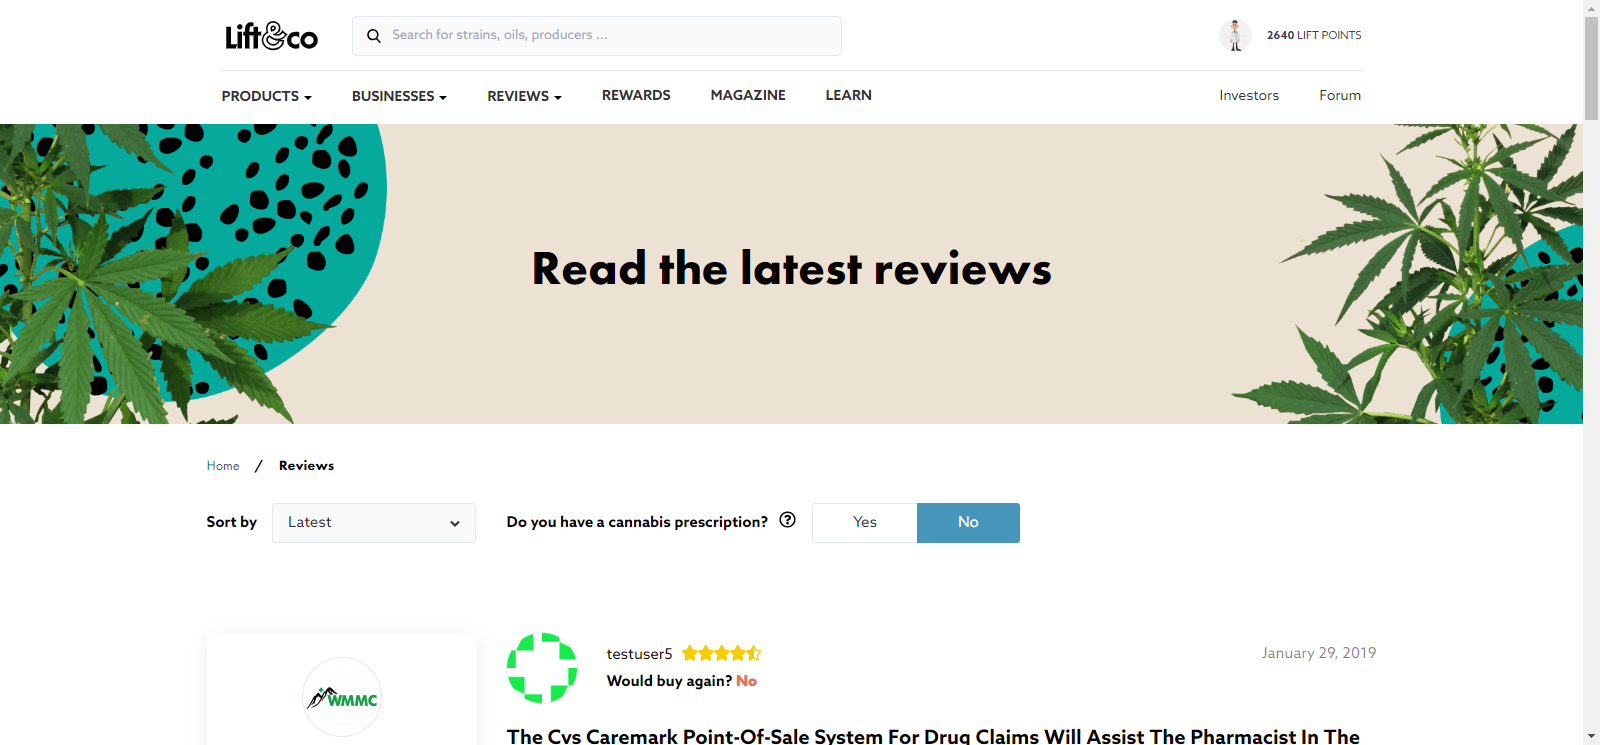 Lift&co
Search for strains, oils, producers ...
2640 LIFT POINTS
PRODUCTS BUSINESSES REVIEWS REWARDS MAGAZINE LEARN Investors Forum
Read the latest reviews
Home / Reviews
Sort by Latest Do you have a cannabis prescription? ? Yes No
testuser5 January 29, 2019
Would buy again? No
WMMC
The Cvs Caremark Point-Of-Sale System For Drug Claims Will Assist The Pharmacist In The